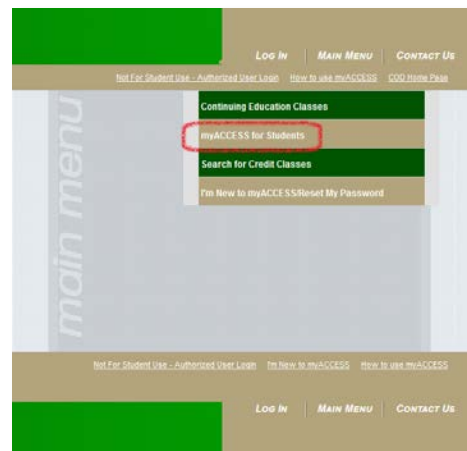 LOG IN MAIN MENU CONTACT US
Not For Student Use - Authorized User Login How to use myACCESS COD Home Page
Continuing Education Classes
myACCESS for Students
Search for Credit Classes
I'm New to myACCESS/Reset My Password
main menu
Not For Student Use - Authorized User Login I'm New to myACCESS How to use myACCESS
LOG IN MAIN MENU CONTACT US